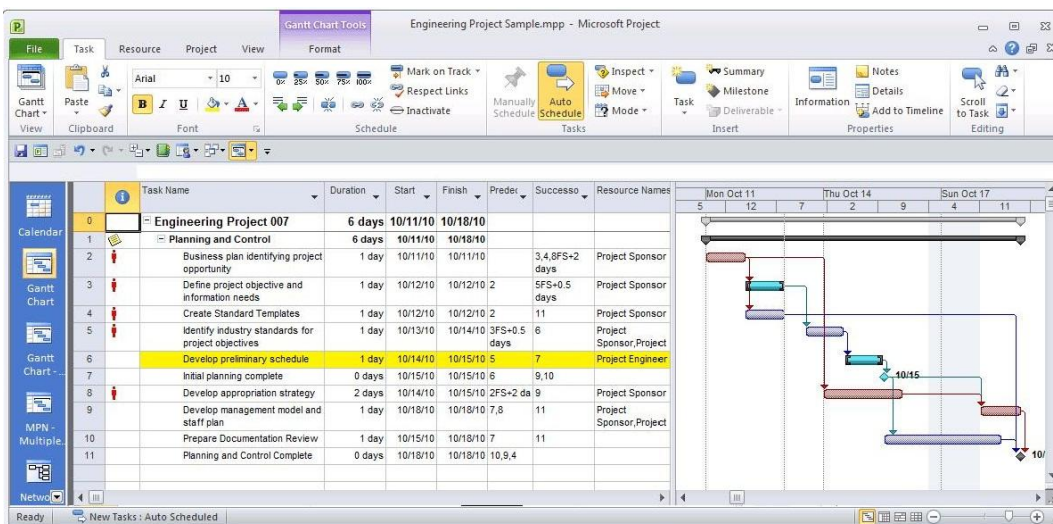 Gantt Chart Tools
Engineering Project Sample.mpp - Microsoft Project
File Task Resource Project View Format
Gantt Chart
View
Paste
Clipboard
Arial 10
B I U A
Font
0% 25% 50% 75% 100%
Mark on Track
Respect Links
Inactivate
Schedule
Manually Schedule
Auto Schedule
Inspect
Move
Mode
Tasks
Task
Summary
Milestone
Deliverable
Insert
Information
Notes
Details
Add to Timeline
Properties
Scroll to Task
Editing
Calendar
Gantt Chart
Gantt Chart - ..
MPN - Multiple.
Netwo
Task Name Duration Start Finish Predec Successo Resource Names
0 Engineering Project 007 6 days 10/11/10 10/18/10
1 Planning and Control 6 days 10/11/10 10/18/10
2 Business plan identifying project 1 day 10/11/10 10/11/10 3,4,8FS+2 Project Sponsor
opportunity days
3 Define project objective and 1 day 10/12/10 10/12/10 2 5FS+0.5 Project Sponsor
information needs days
4 Create Standard Templates 1 day 10/12/10 10/12/10 2 11 Project Sponsor
5 Identify industry standards for 1 day 10/13/10 10/14/10 3FS+0.5 6 Project
project objectives days Sponsor,Project
6 Develop preliminary schedule 1 day 10/14/10 10/15/10 5 7 Project Engineer
7 Initial planning complete 0 days 10/15/10 10/15/10 6 9,10
8 Develop appropriation strategy 2 days 10/14/10 10/15/10 2FS+2 da 9 Project Sponsor
9 Develop management model and 1 day 10/18/10 10/18/10 7,8 11 Project
staff plan Sponsor,Project
10 Prepare Documentation Review 1 day 10/15/10 10/18/10 7 11
11 Planning and Control Complete 0 days 10/18/10 10/18/10 10,9,4
Mon Oct 11 Thu Oct 14 Sun Oct 17
5 12 7 2 9 4 11
10/15
10/
Ready New Tasks : Auto Scheduled